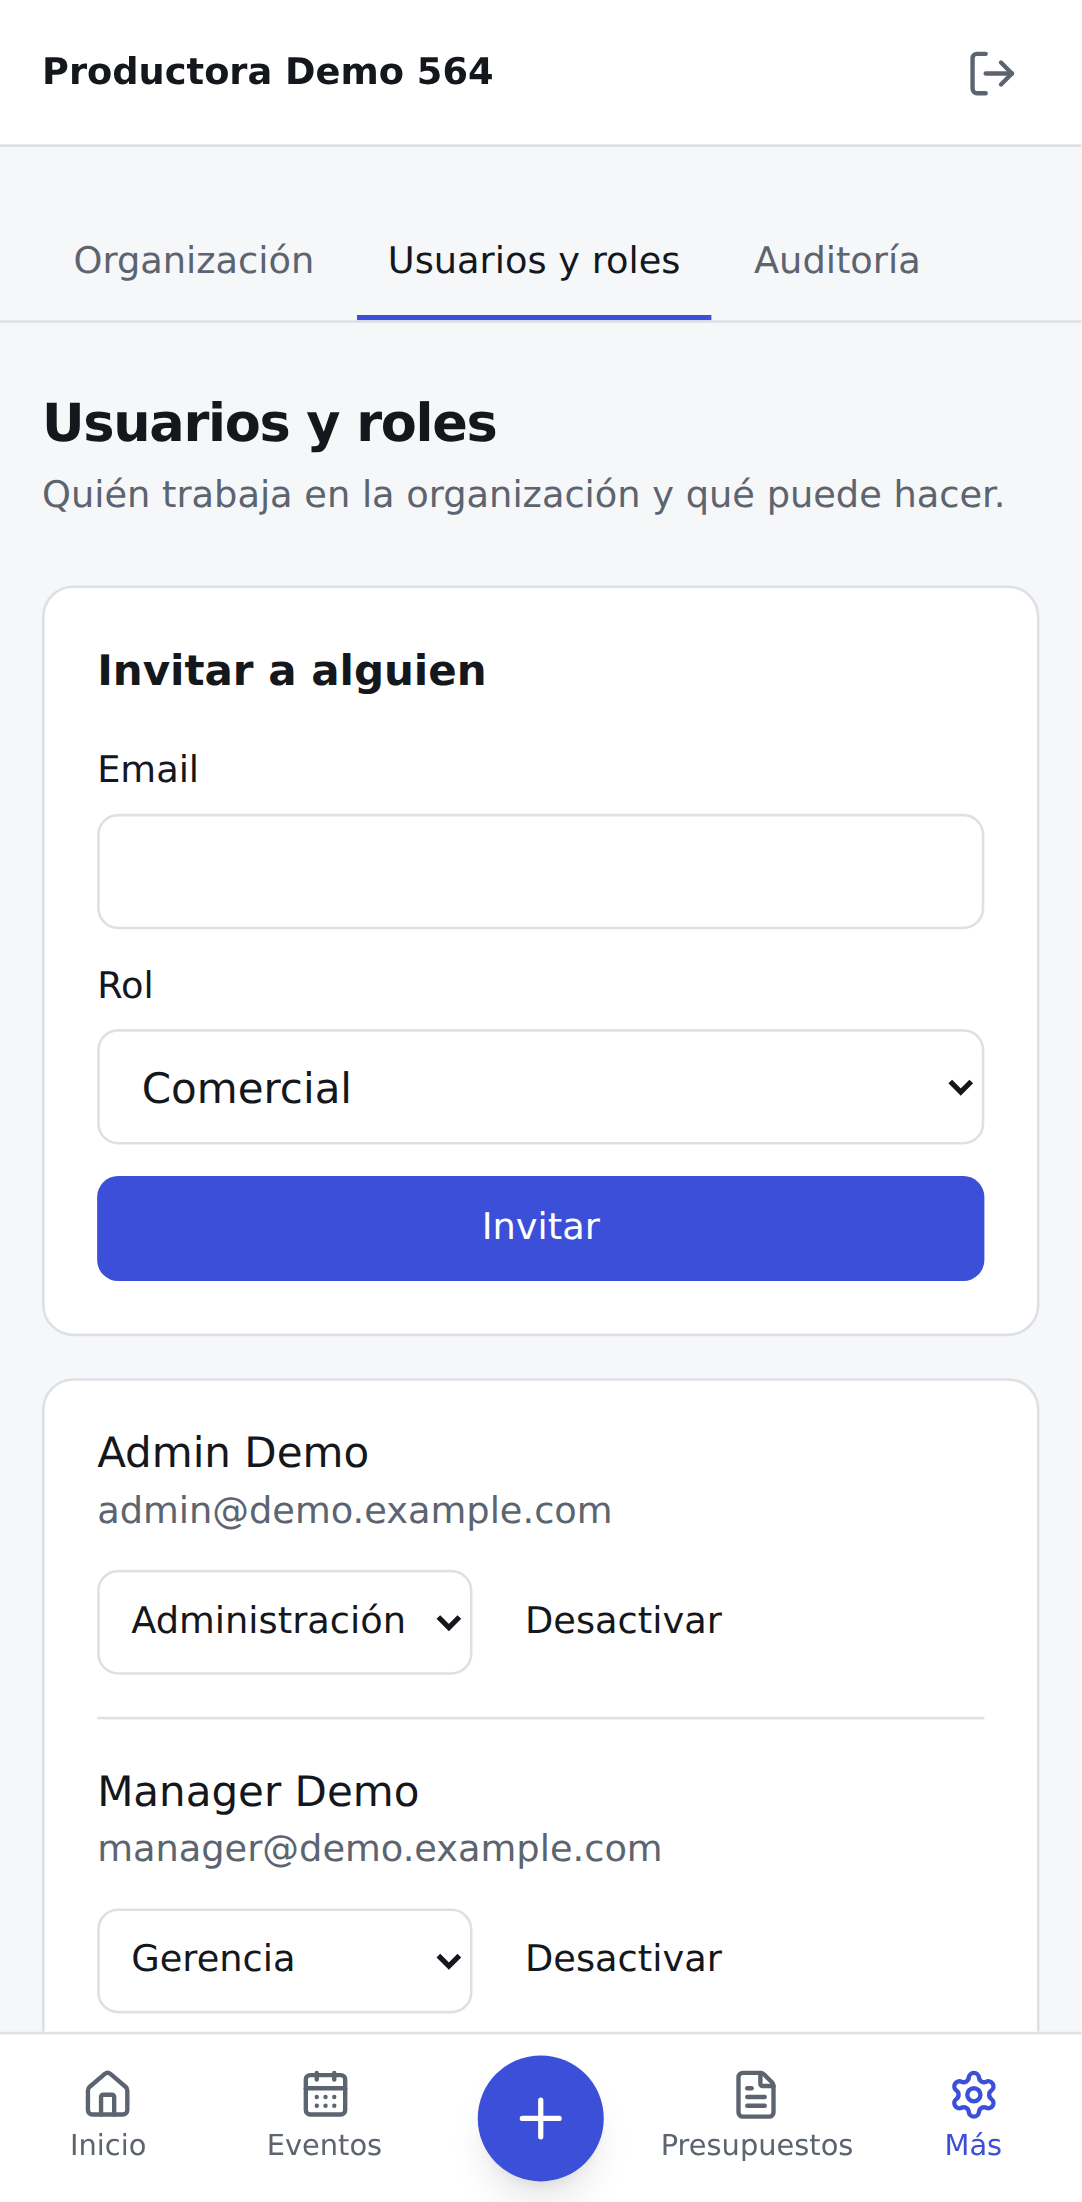 Productora Demo 564
Organización
Usuarios y roles
Auditoría
Usuarios y roles
Quién trabaja en la organización y qué puede hacer.
Invitar a alguien
Email
Rol
Comercial
Invitar
Admin Demo
admin@demo.example.com
Administración
Desactivar
Manager Demo
manager@demo.example.com
Gerencia
Desactivar
Inicio
Eventos
Presupuestos
Más